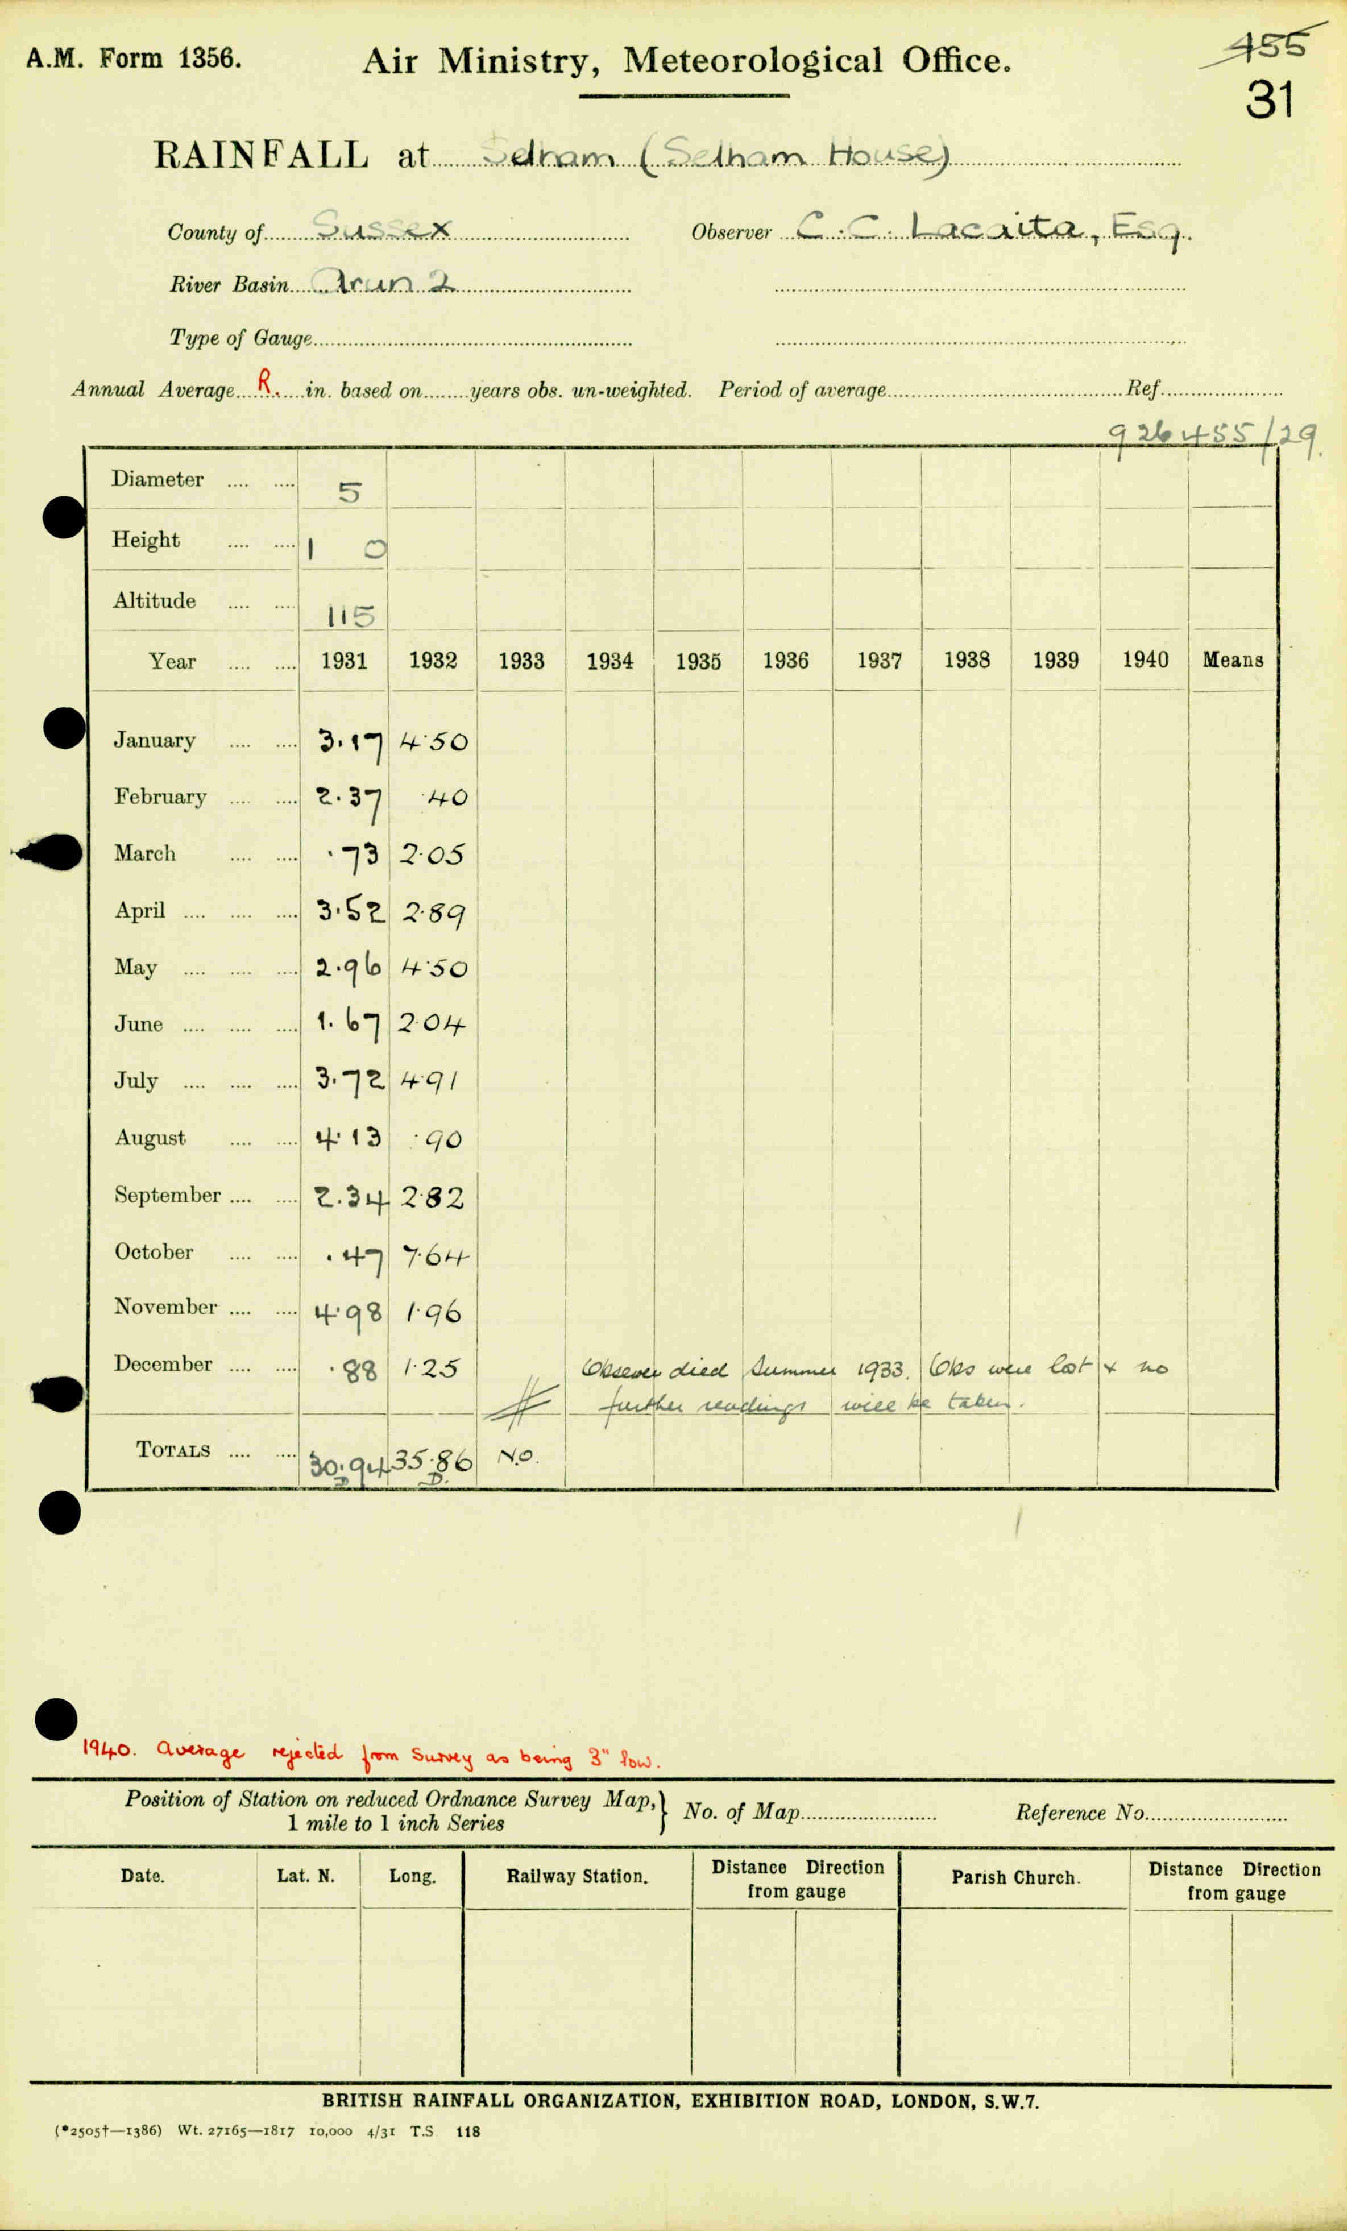 A.M. Form 1356.
Air Ministry, Meteorological Office.
455
31
RAINFALL at Selham (Selham House)
County of Sussex Observer C. C. Lacaita, Esq.
River Basin Arun 2
Type of Gauge
Annual Average R. in. based on years obs. un-weighted. Period of average Ref.
926455/29.
Diameter .... .... 5
Height .... .... 1 0
Altitude .... .... 115
Year .... .... 1931 1932 1933 1934 1935 1936 1937 1938 1939 1940 Means
January .... .... 3.17 4.50
February .... .... 2.37 .40
March .... .... .73 2.05
April .... .... .... 3.52 2.89
May .... .... .... 2.96 4.50
June .... .... .... 1.67 2.04
July .... .... .... 3.72 4.91
August .... .... 4.13 .90
September .... .... 2.34 2.82
October .... .... .47 7.64
November .... .... 4.98 1.96
December .... .... .88 1.25 Observer died Summer 1933. Obs were lost & no
further readings will be taken.
TOTALS .... .... 30.94 35.86 N.O.
D D.
1940. Average rejected from Survey as being 3" low.
Position of Station on reduced Ordnance Survey Map, } No. of Map Reference No.
1 mile to 1 inch Series
Date. Lat. N. Long. Railway Station. Distance Direction from gauge Parish Church. Distance Direction from gauge
BRITISH RAINFALL ORGANIZATION, EXHIBITION ROAD, LONDON, S.W.7.
(*2505†—1386) Wt. 27165—1817 10,000 4/31 T.S 118